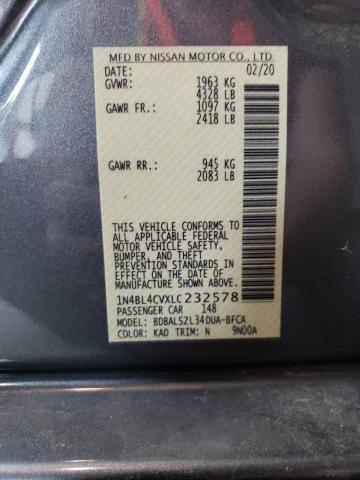 MFD BY NISSAN MOTOR CO., LTD
DATE: 02/20
GVWR: 1963 KG
4328 LB
GAWR FR.: 1097 KG
2418 LB
GAWR RR.: 945 KG
2083 LB
THIS VEHICLE CONFORMS TO
ALL APPLICABLE FEDERAL
MOTOR VEHICLE SAFETY,
BUMPER, AND THEFT
PREVENTION STANDARDS IN
EFFECT ON THE DATE OF
MANUFACTURE SHOWN ABOVE.
1N4BL4CVXLC232578
PASSENGER CAR 148
MODEL: BDBALSZL34DUA-BFCA
COLOR: KAD TRIM: N 9N00A